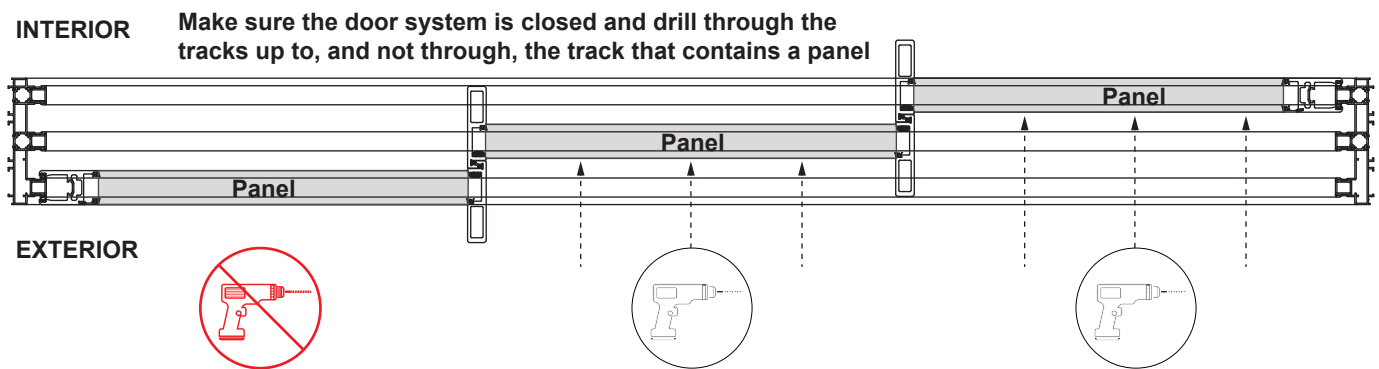 INTERIOR
Make sure the door system is closed and drill through the
tracks up to, and not through, the track that contains a panel
Panel
Panel
Panel
EXTERIOR